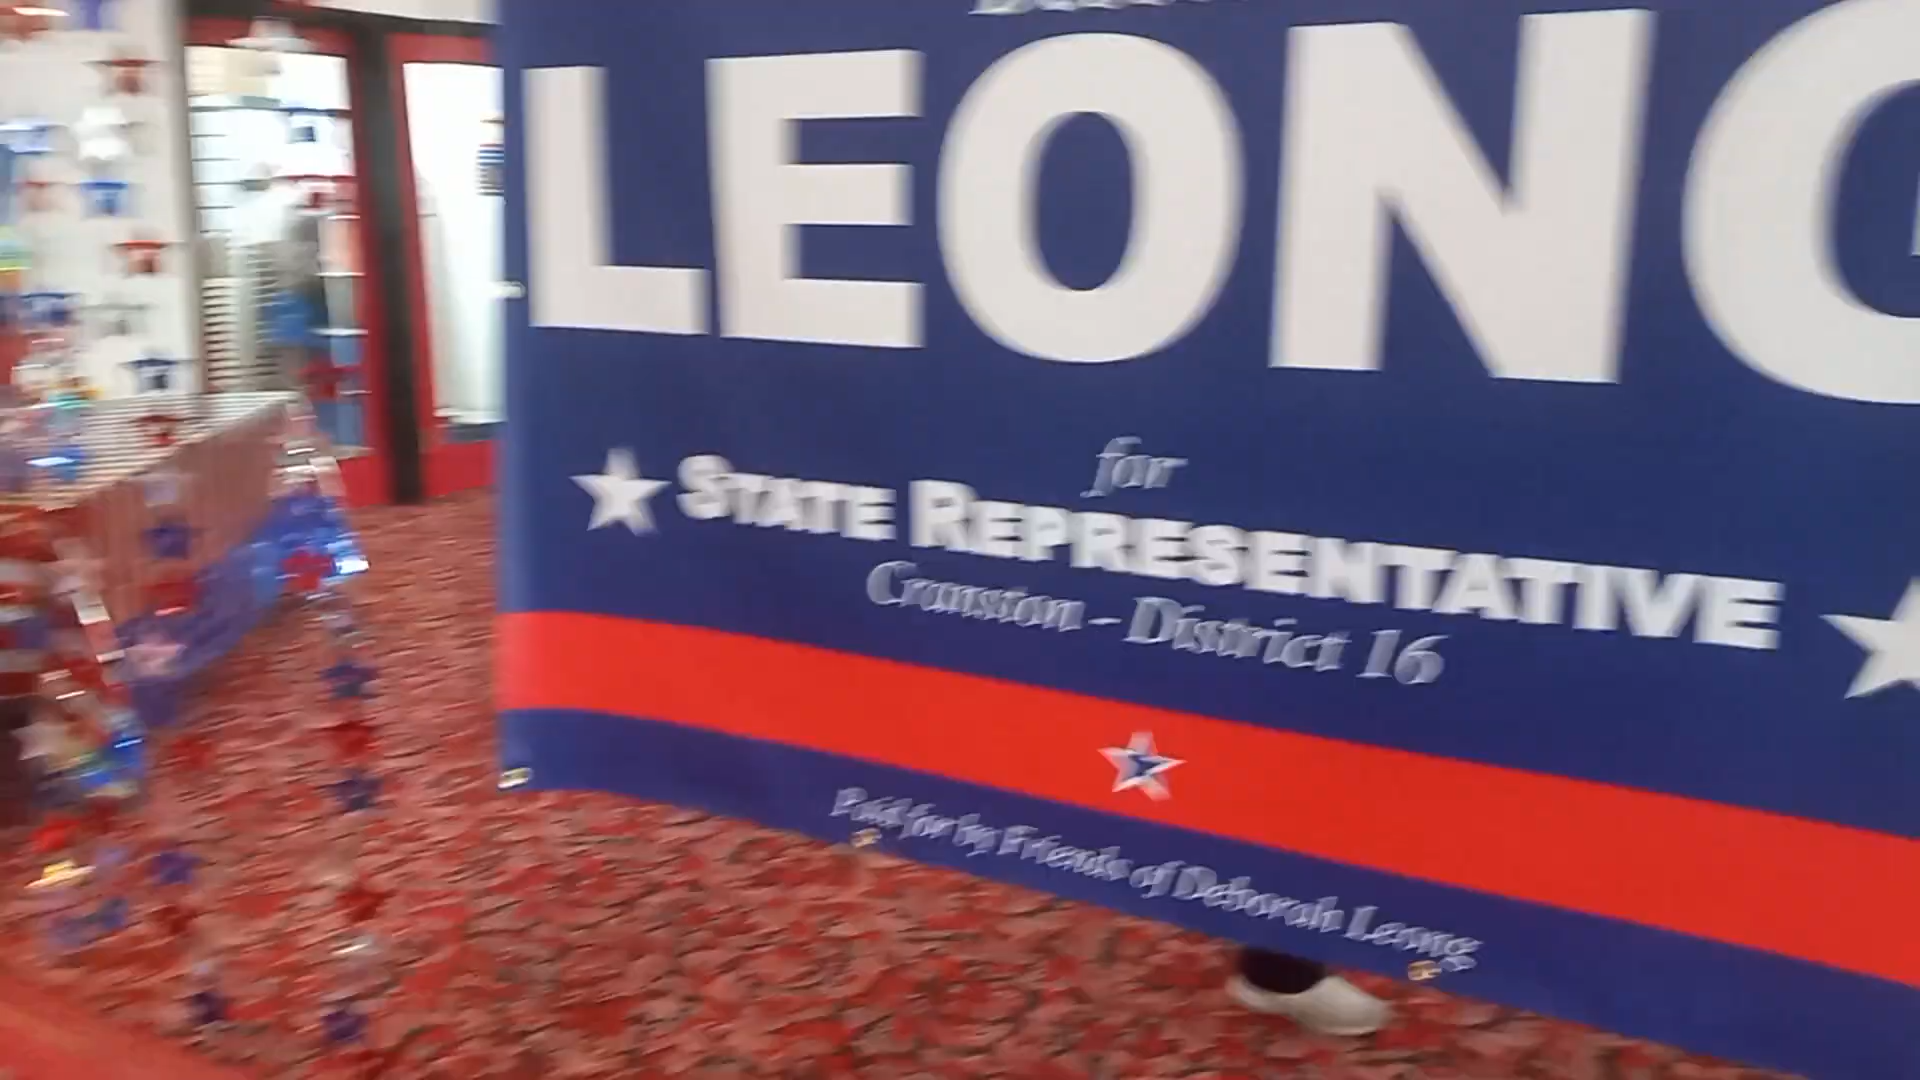 LEONG
for
STATE REPRESENTATIVE
Cranston - District 16
Paid for by Friends of Deborah Leong